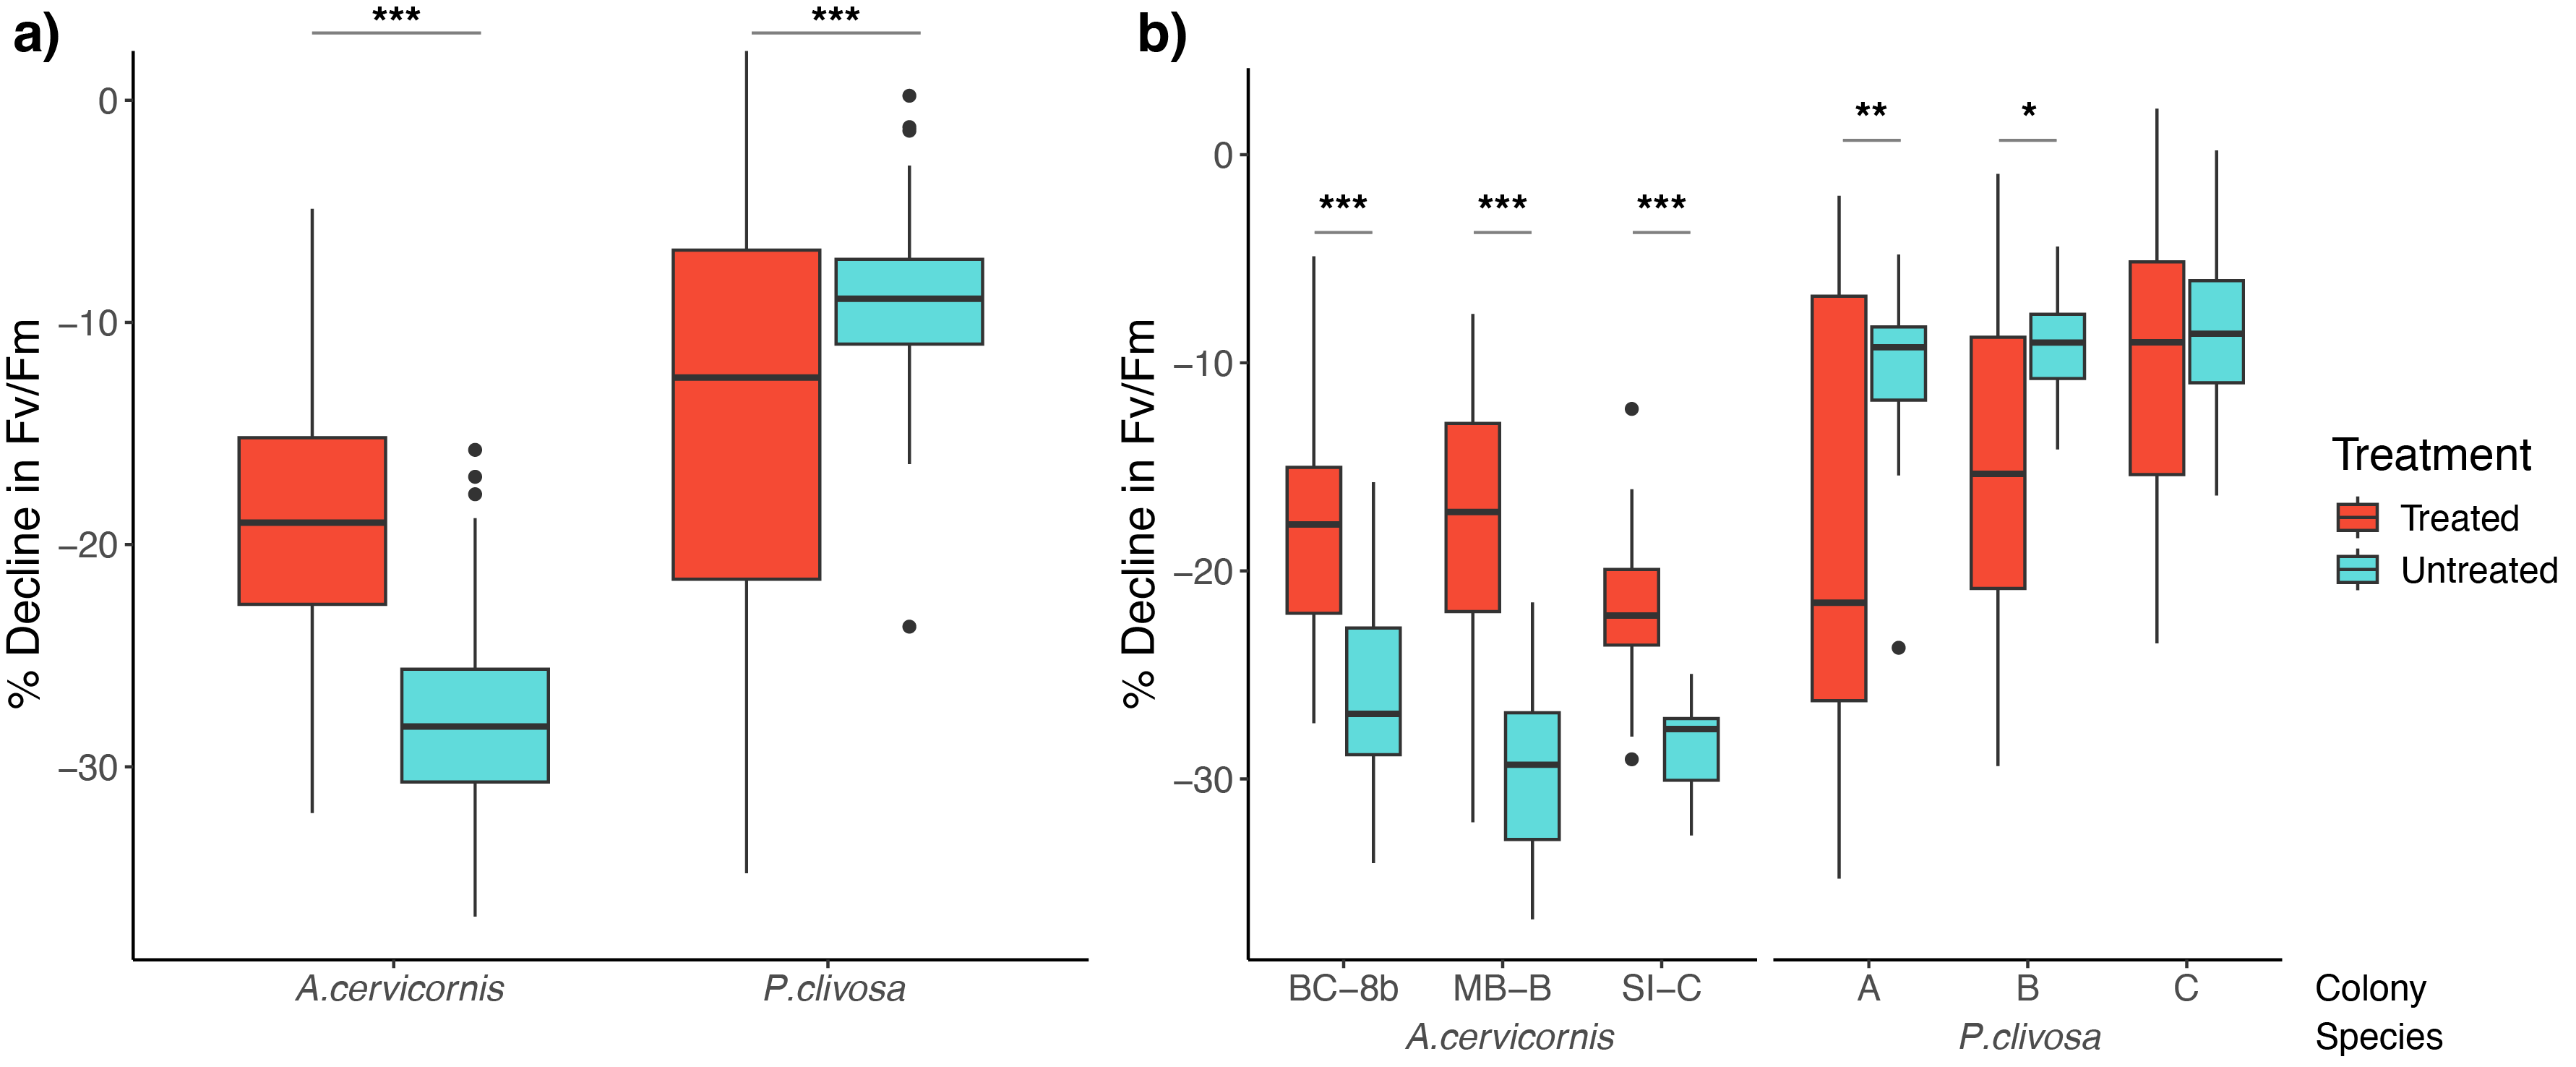 a)
***
***
0
−10
−20
−30
% Decline in Fv/Fm
A.cervicornis
P.clivosa
b)
***
***
***
**
*
0
−10
−20
−30
% Decline in Fv/Fm
BC−8b
MB−B
SI−C
A
B
C
Colony
A.cervicornis
P.clivosa
Species
Treatment
Treated
Untreated